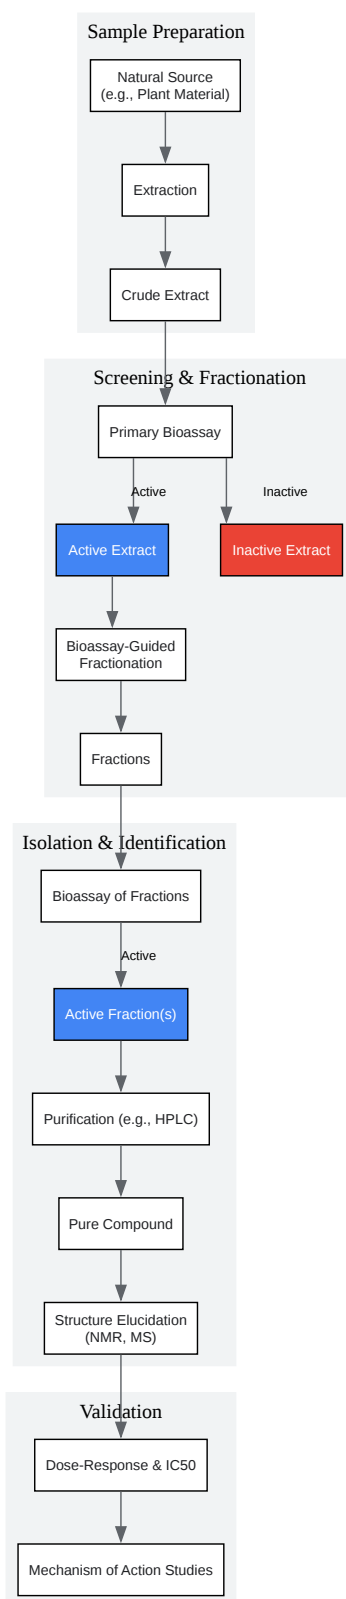 Sample Preparation
Natural Source
(e.g., Plant Material)
Extraction
Crude Extract
Screening & Fractionation
Primary Bioassay
Active
Inactive
Active Extract
Inactive Extract
Bioassay-Guided
Fractionation
Fractions
Isolation & Identification
Bioassay of Fractions
Active
Active Fraction(s)
Purification (e.g., HPLC)
Pure Compound
Structure Elucidation
(NMR, MS)
Validation
Dose-Response & IC50
Mechanism of Action Studies